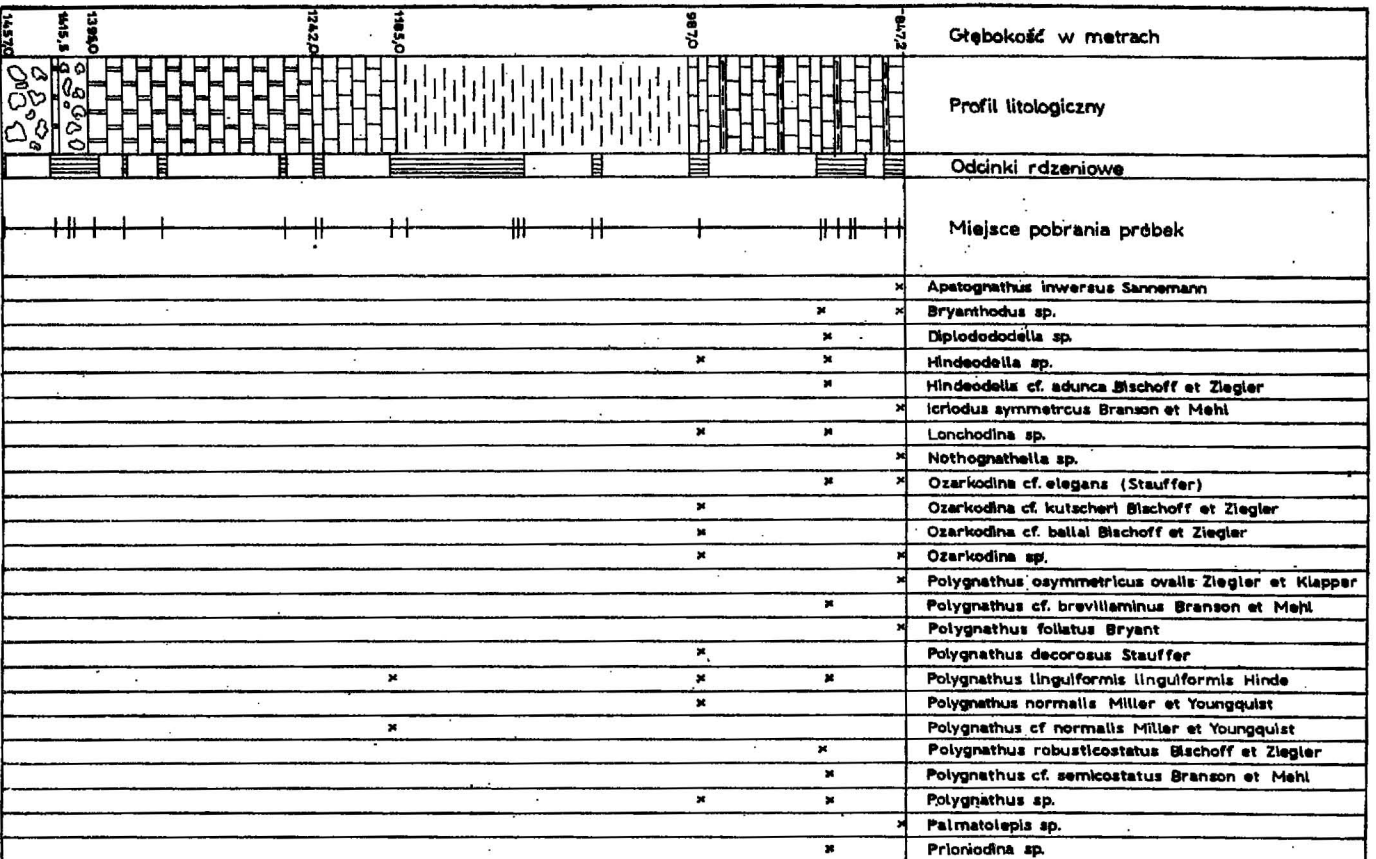 1457,0
1415,5
1395,0
1242,0
1185,0
987,0
847,2
Głębokość w metrach
Profil litologiczny
Odcinki rdzeniowe
Miejsce pobrania próbek
Apatognathus inwersus Sannemann
Bryanthodus sp.
Diplodododella sp.
Hindeodella sp.
Hindeodella cf. adunca Bischoff et Ziegler
Icriodus symmetrcus Branson et Mehl
Lonchodina sp.
Nothognathella sp.
Ozarkodina cf. elegans (Stauffer)
Ozarkodina cf. kutscheri Bischoff et Ziegler
Ozarkodina cf. ballai Bischoff et Ziegler
Ozarkodina sp.
Polygnathus osymmetricus ovalis Ziegler et Klapper
Polygnathus cf. brevilaminus Branson et Mehl
Polygnathus foliatus Bryant
Polygnathus decorosus Stauffer
Polygnathus linguiformis linguiformis Hinde
Polygnathus normalis Miller et Youngquist
Polygnathus cf normalis Miller et Youngquist
Polygnathus robusticostatus Bischoff et Ziegler
Polygnathus cf. semicostatus Branson et Mehl
Polygnathus sp.
Palmatolepis sp.
Prioniodina sp.